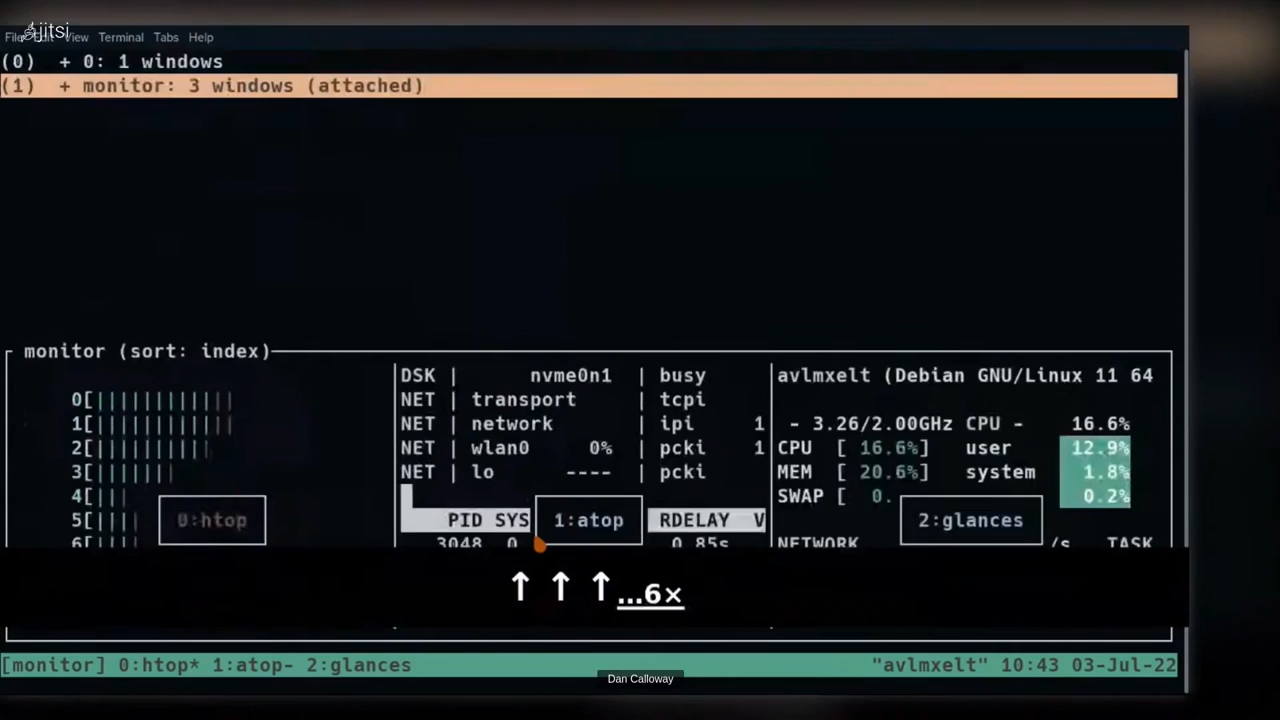 jitsi
File Edit View Terminal Tabs Help
(0) + 0: 1 windows
(1) + monitor: 3 windows (attached)
monitor (sort: index)
DSK | nvme0n1 | busy
NET | transport | tcpi
NET | network | ipi 1
NET | wlan0 0% | pcki 1
NET | lo ---- | pcki
PID SYS RDELAY V
3048 0 0.85s
avlmxelt (Debian GNU/Linux 11 64
- 3.26/2.00GHz CPU - 16.6%
CPU [ 16.6%] user 12.9%
MEM [ 20.6%] system 1.8%
SWAP [ 0. 0.2%
NETWORK /s TASK
0[||||||||||||
1[||||||||||||
2[||||||||||
3[|||||||
4[|||
5[||||
6[||||
0:htop
1:atop
2:glances
↑ ↑ ↑…6×
[monitor] 0:htop* 1:atop- 2:glances "avlmxelt" 10:43 03-Jul-22
Dan Calloway